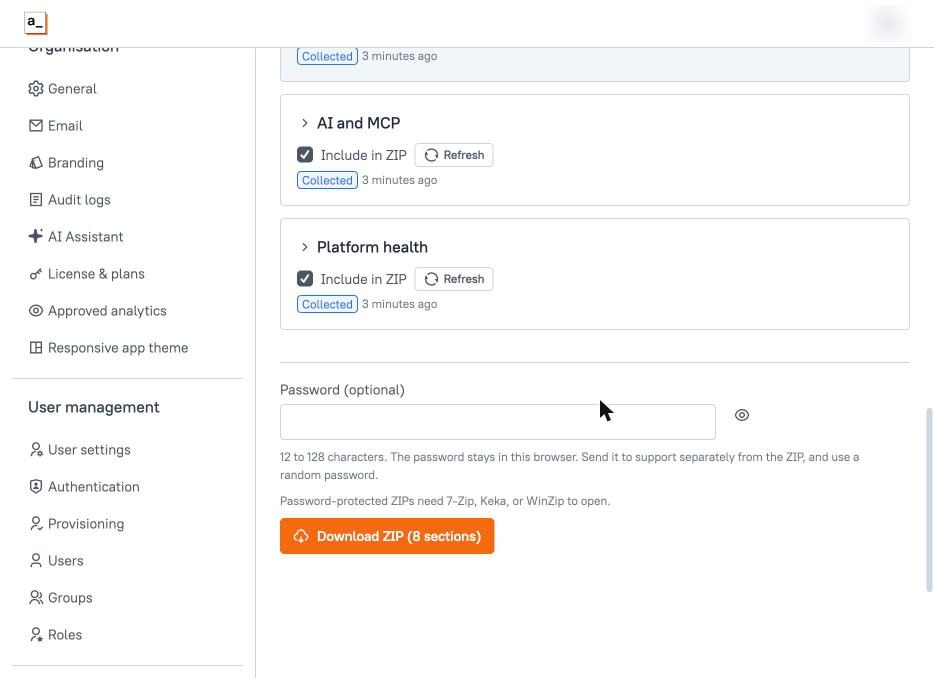 a_
Organisation
General
Email
Branding
Audit logs
AI Assistant
License & plans
Approved analytics
Responsive app theme
User management
User settings
Authentication
Provisioning
Users
Groups
Roles
Collected 3 minutes ago
AI and MCP
Include in ZIP Refresh
Collected 3 minutes ago
Platform health
Include in ZIP Refresh
Collected 3 minutes ago
Password (optional)
12 to 128 characters. The password stays in this browser. Send it to support separately from the ZIP, and use a
random password.
Password-protected ZIPs need 7-Zip, Keka, or WinZip to open.
Download ZIP (8 sections)